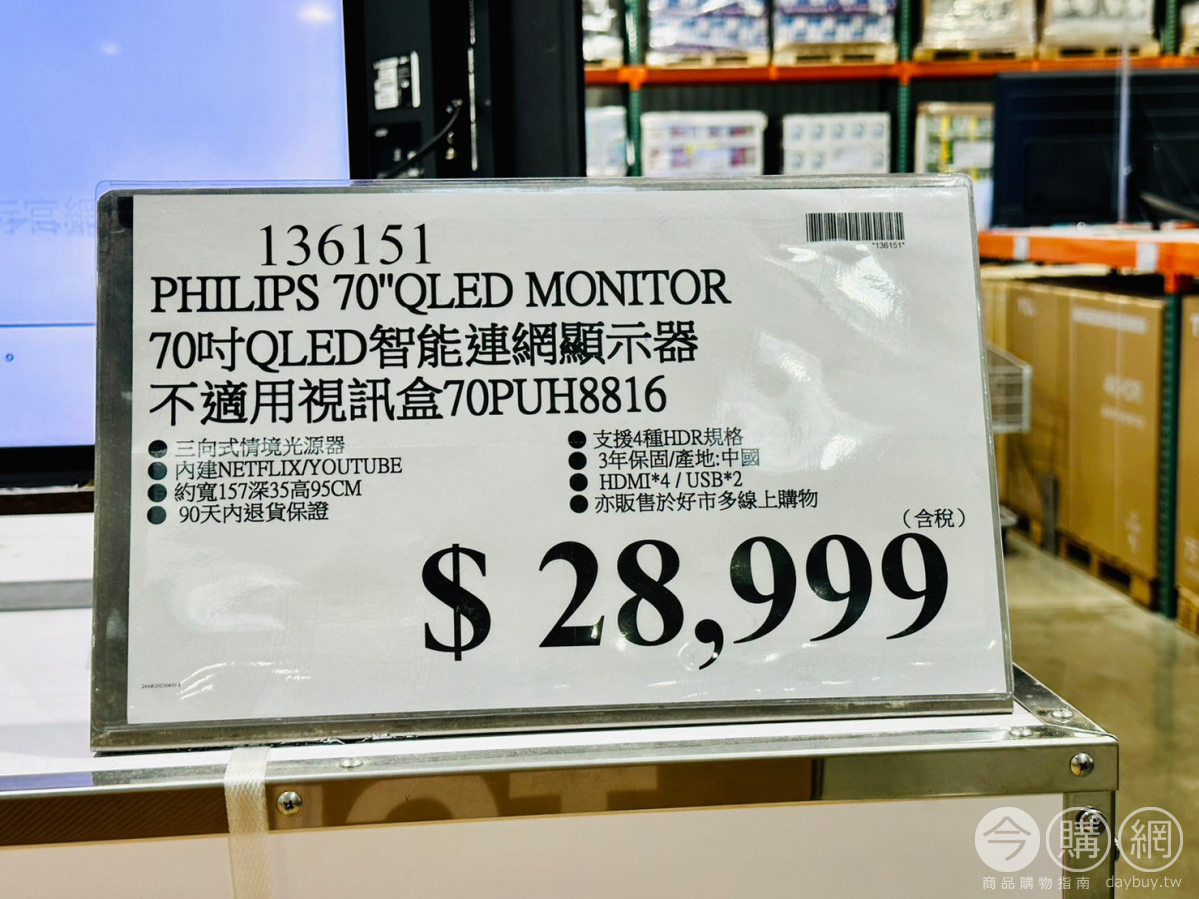 136151
*136151*
PHILIPS 70"QLED MONITOR
70吋QLED智能連網顯示器
不適用視訊盒70PUH8816
●三向式情境光源器
●內建NETFLIX/YOUTUBE
●約寬157深35高95CM
●90天內退貨保證
●支援4種HDR規格
●3年保固/產地:中國
●HDMI*4 / USB*2
●亦販售於好市多線上購物
(含稅)
$ 28,999
今購網
商品購物指南 daybuy.tw